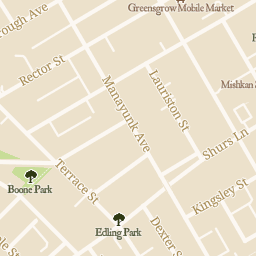 Greensgrow Mobile Market
ough Ave
Rector St
Manayunk Ave
Lauriston St
Mishkan
Shurs Ln
Terrace St
Boone Park
Kingsley St
Edling Park
Dexter S
le St